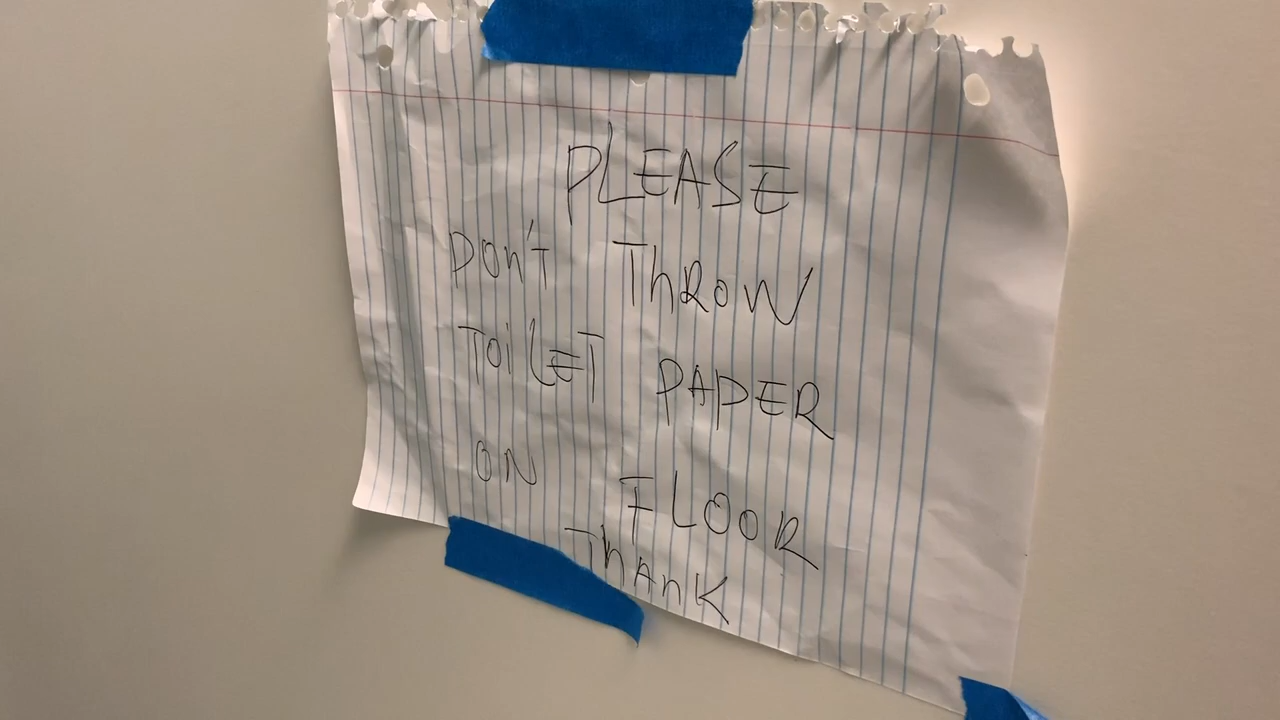 PLEASE
DON'T THROW
TOILET PAPER
ON FLOOR
THANK